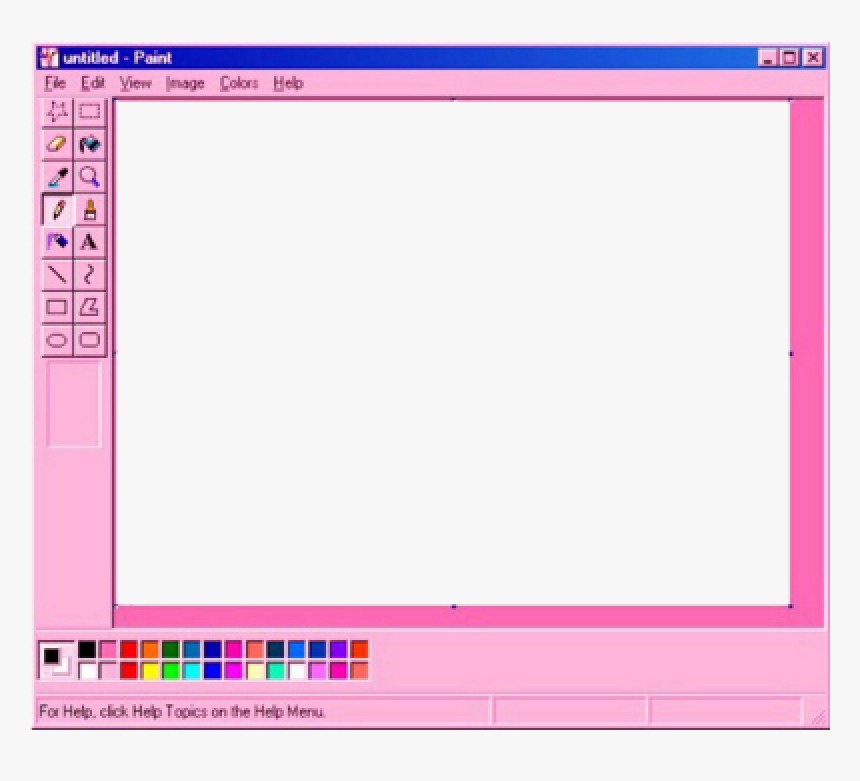 untitled - Paint
File Edit View Image Colors Help
A
For Help, click Help Topics on the Help Menu.